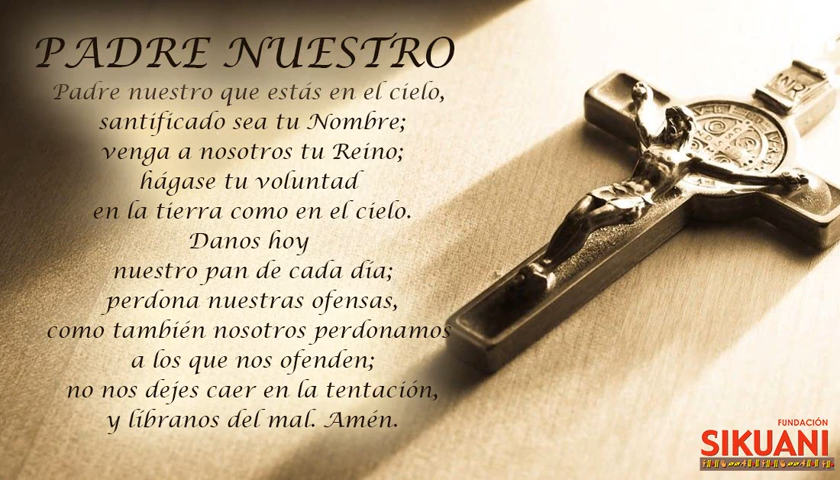 PADRE NUESTRO
Padre nuestro que estás en el cielo,
santificado sea tu Nombre;
venga a nosotros tu Reino;
hágase tu voluntad
en la tierra como en el cielo.
Danos hoy
nuestro pan de cada día;
perdona nuestras ofensas,
como también nosotros perdonamos
a los que nos ofenden;
no nos dejes caer en la tentación,
y líbranos del mal. Amén.
FUNDACIÓN
SIKUANI